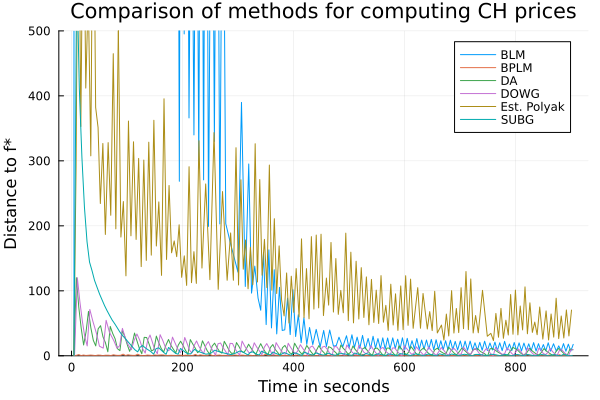 Comparison of methods for computing CH prices
500
400
300
200
100
0
Distance to f*
BLM
BPLM
DA
DOWG
Est. Polyak
SUBG
0 200 400 600 800
Time in seconds